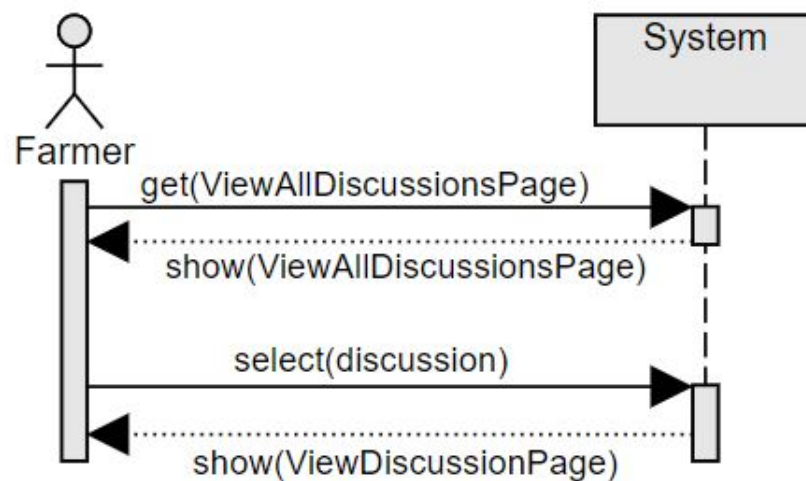 System
Farmer
get(ViewAllDiscussionsPage)
show(ViewAllDiscussionsPage)
select(discussion)
show(ViewDiscussionPage)